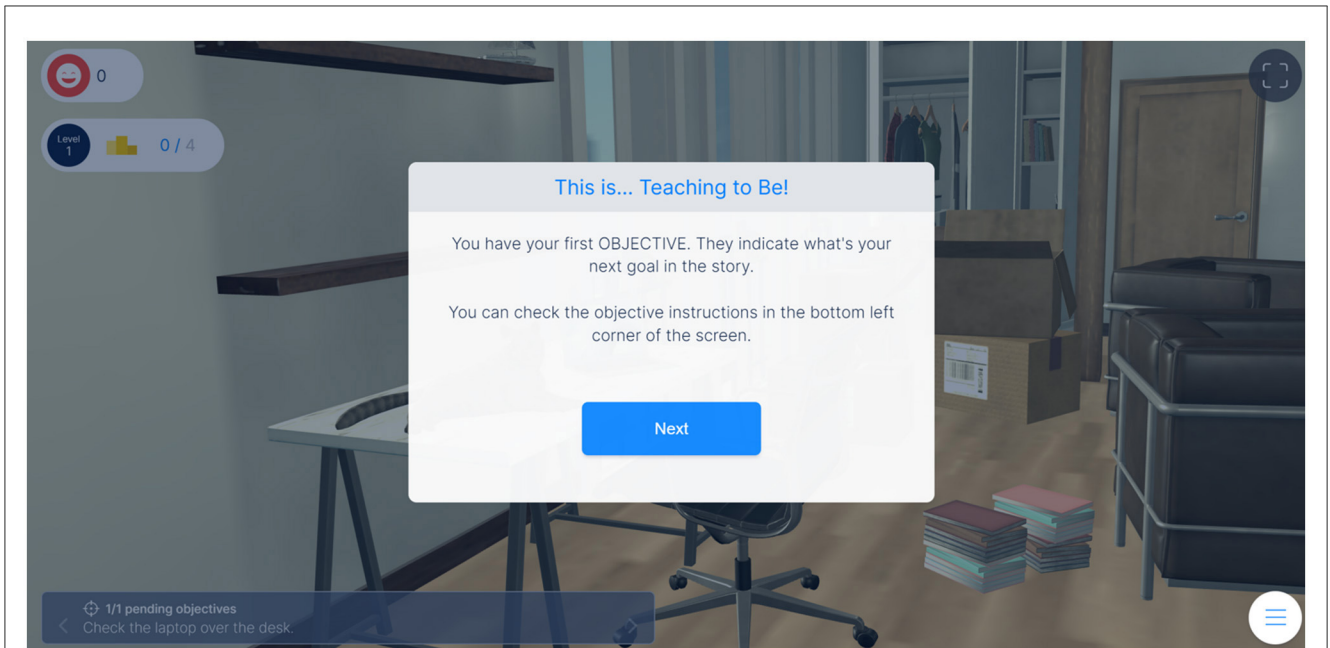 0
Level
1
0 / 4
This is... Teaching to Be!
You have your first OBJECTIVE. They indicate what's your
next goal in the story.
You can check the objective instructions in the bottom left
corner of the screen.
Next
1/1 pending objectives
Check the laptop over the desk.